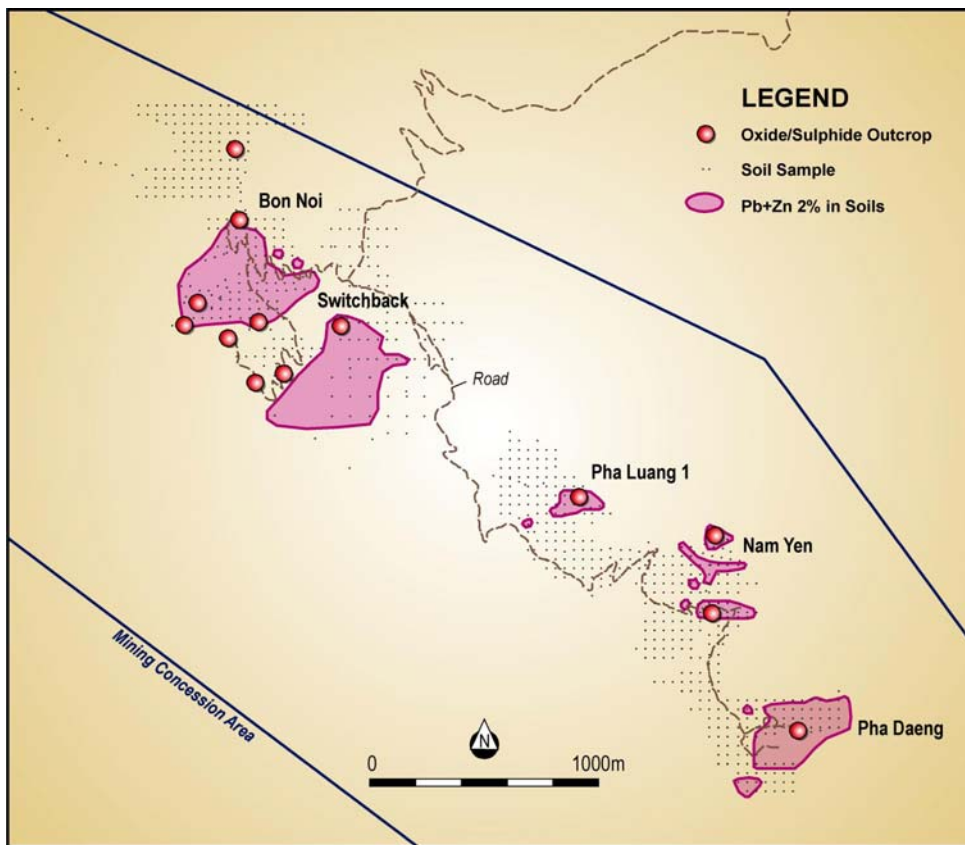 LEGEND
Oxide/Sulphide Outcrop
Soil Sample
Pb+Zn 2% in Soils
Bon Noi
Switchback
Road
Pha Luang 1
Nam Yen
Mining Concession Area
Pha Daeng
N
0 1000m